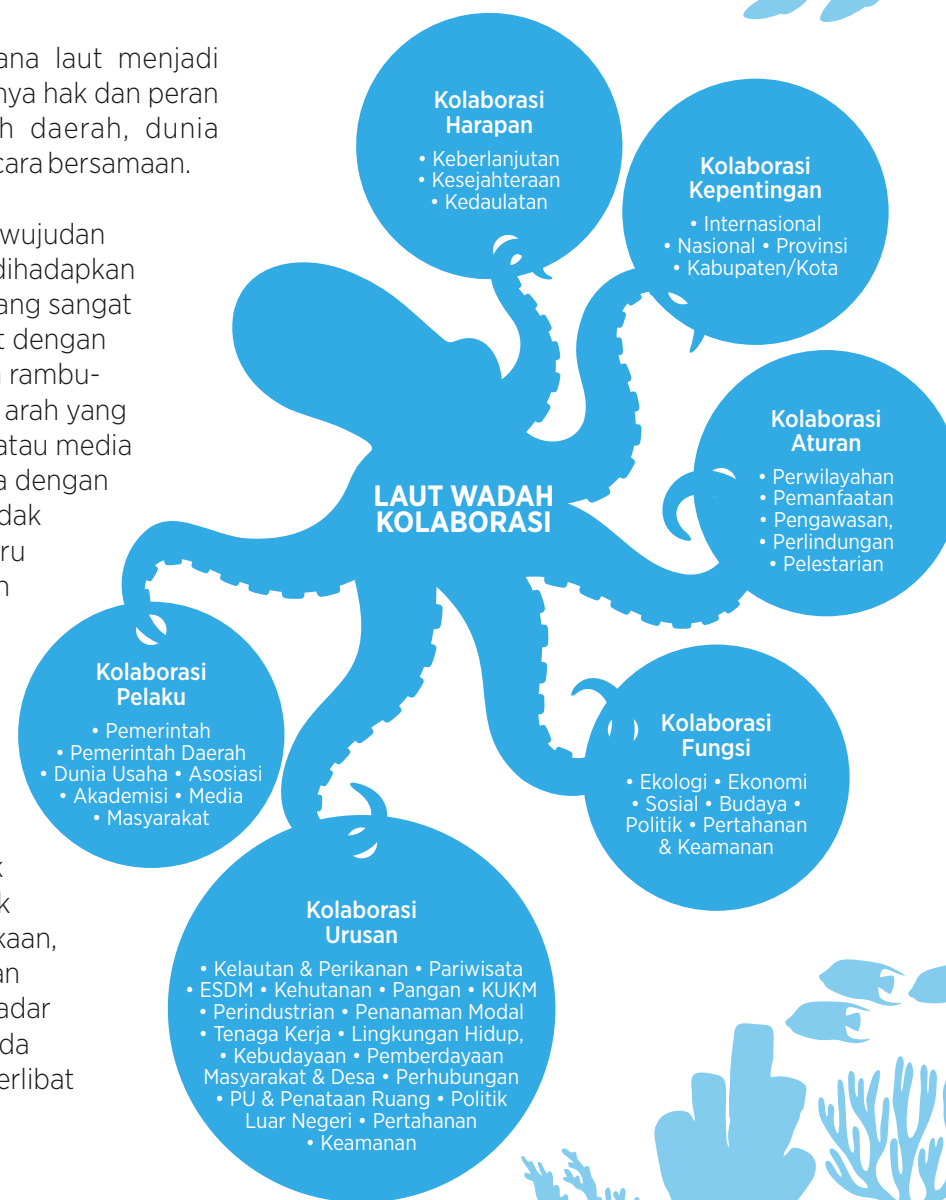 ana laut menjadi
nya hak dan peran
h daerah, dunia
cara bersamaan.
wujudan
dihadapkan
ang sangat
t dengan
rambu-
arah yang
atau media
a dengan
dak
ru
k
kaan,
an
adar
da
erlibat
LAUT WADAH
KOLABORASI
Kolaborasi
Harapan
• Keberlanjutan
• Kesejahteraan
• Kedaulatan
Kolaborasi
Kepentingan
• Internasional
• Nasional • Provinsi
• Kabupaten/Kota
Kolaborasi
Aturan
• Perwilayahan
• Pemanfaatan
• Pengawasan,
• Perlindungan
• Pelestarian
Kolaborasi
Fungsi
• Ekologi • Ekonomi
• Sosial • Budaya •
Politik • Pertahanan
& Keamanan
Kolaborasi
Urusan
• Kelautan & Perikanan • Pariwisata
• ESDM • Kehutanan • Pangan • KUKM
• Perindustrian • Penanaman Modal
• Tenaga Kerja • Lingkungan Hidup,
• Kebudayaan • Pemberdayaan
Masyarakat & Desa • Perhubungan
• PU & Penataan Ruang • Politik
Luar Negeri • Pertahanan
• Keamanan
Kolaborasi
Pelaku
• Pemerintah
• Pemerintah Daerah
• Dunia Usaha • Asosiasi
• Akademisi • Media
• Masyarakat